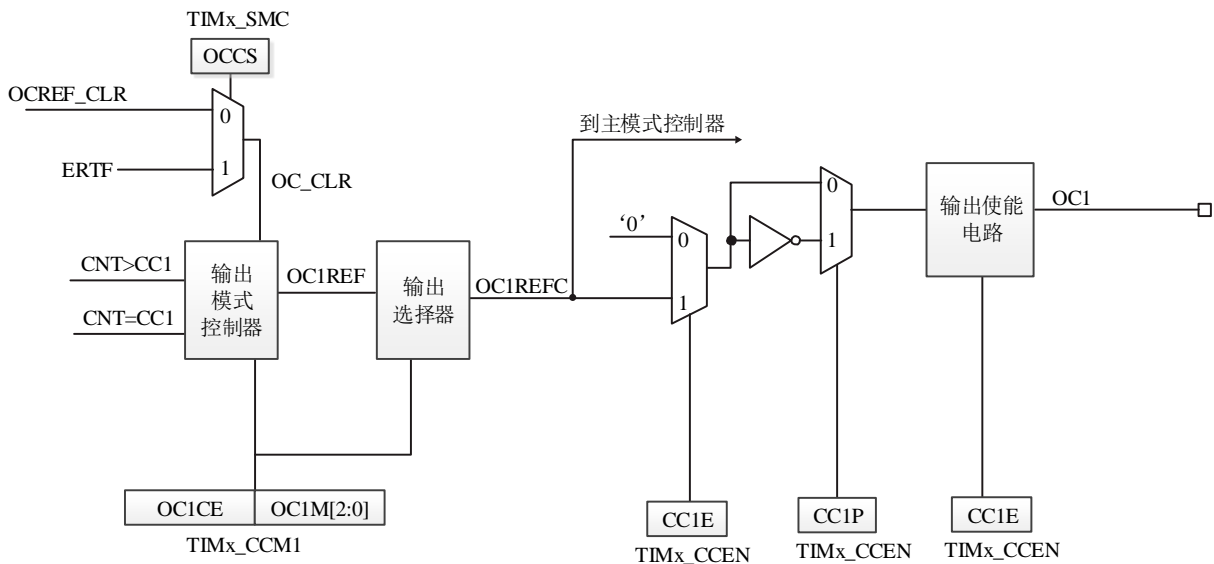 TIMx_SMC
OCCS
OCREF_CLR
0
ERTF
1
OC_CLR
到主模式控制器
CNT>CC1
CNT=CC1
输出
模式
控制器
OC1REF
输出
选择器
OC1REFC
‘0’
0
1
0
1
输出使能
电路
OC1
OC1CE
OC1M[2:0]
TIMx_CCM1
CC1E
TIMx_CCEN
CC1P
TIMx_CCEN
CC1E
TIMx_CCEN